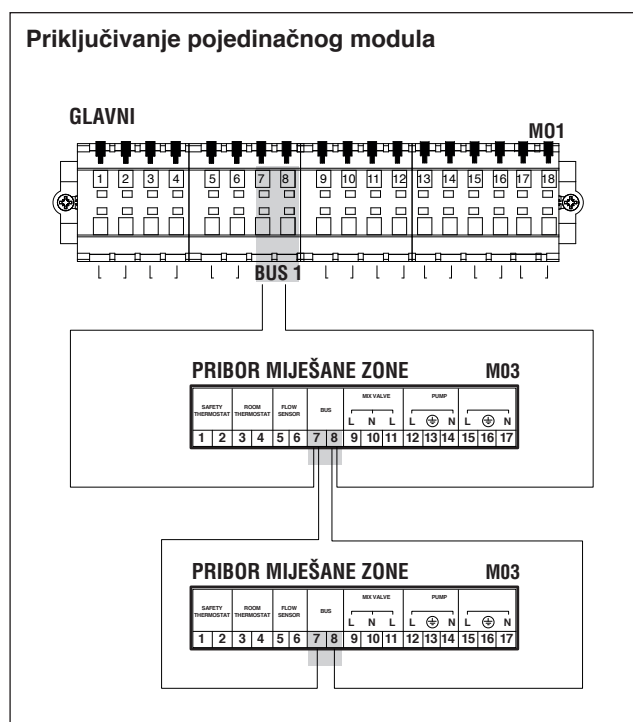 Priključivanje pojedinačnog modula
GLAVNI
M01
1 2 3 4 5 6 7 8 9 10 11 12 13 14 15 16 17 18
BUS 1
PRIBOR MIJEŠANE ZONE M03
SAFETY THERMOSTAT ROOM THERMOSTAT FLOW SENSOR BUS MIX VALVE PUMP
L N L L N L N
1 2 3 4 5 6 7 8 9 10 11 12 13 14 15 16 17
PRIBOR MIJEŠANE ZONE M03
SAFETY THERMOSTAT ROOM THERMOSTAT FLOW SENSOR BUS MIX VALVE PUMP
L N L L N L N
1 2 3 4 5 6 7 8 9 10 11 12 13 14 15 16 17